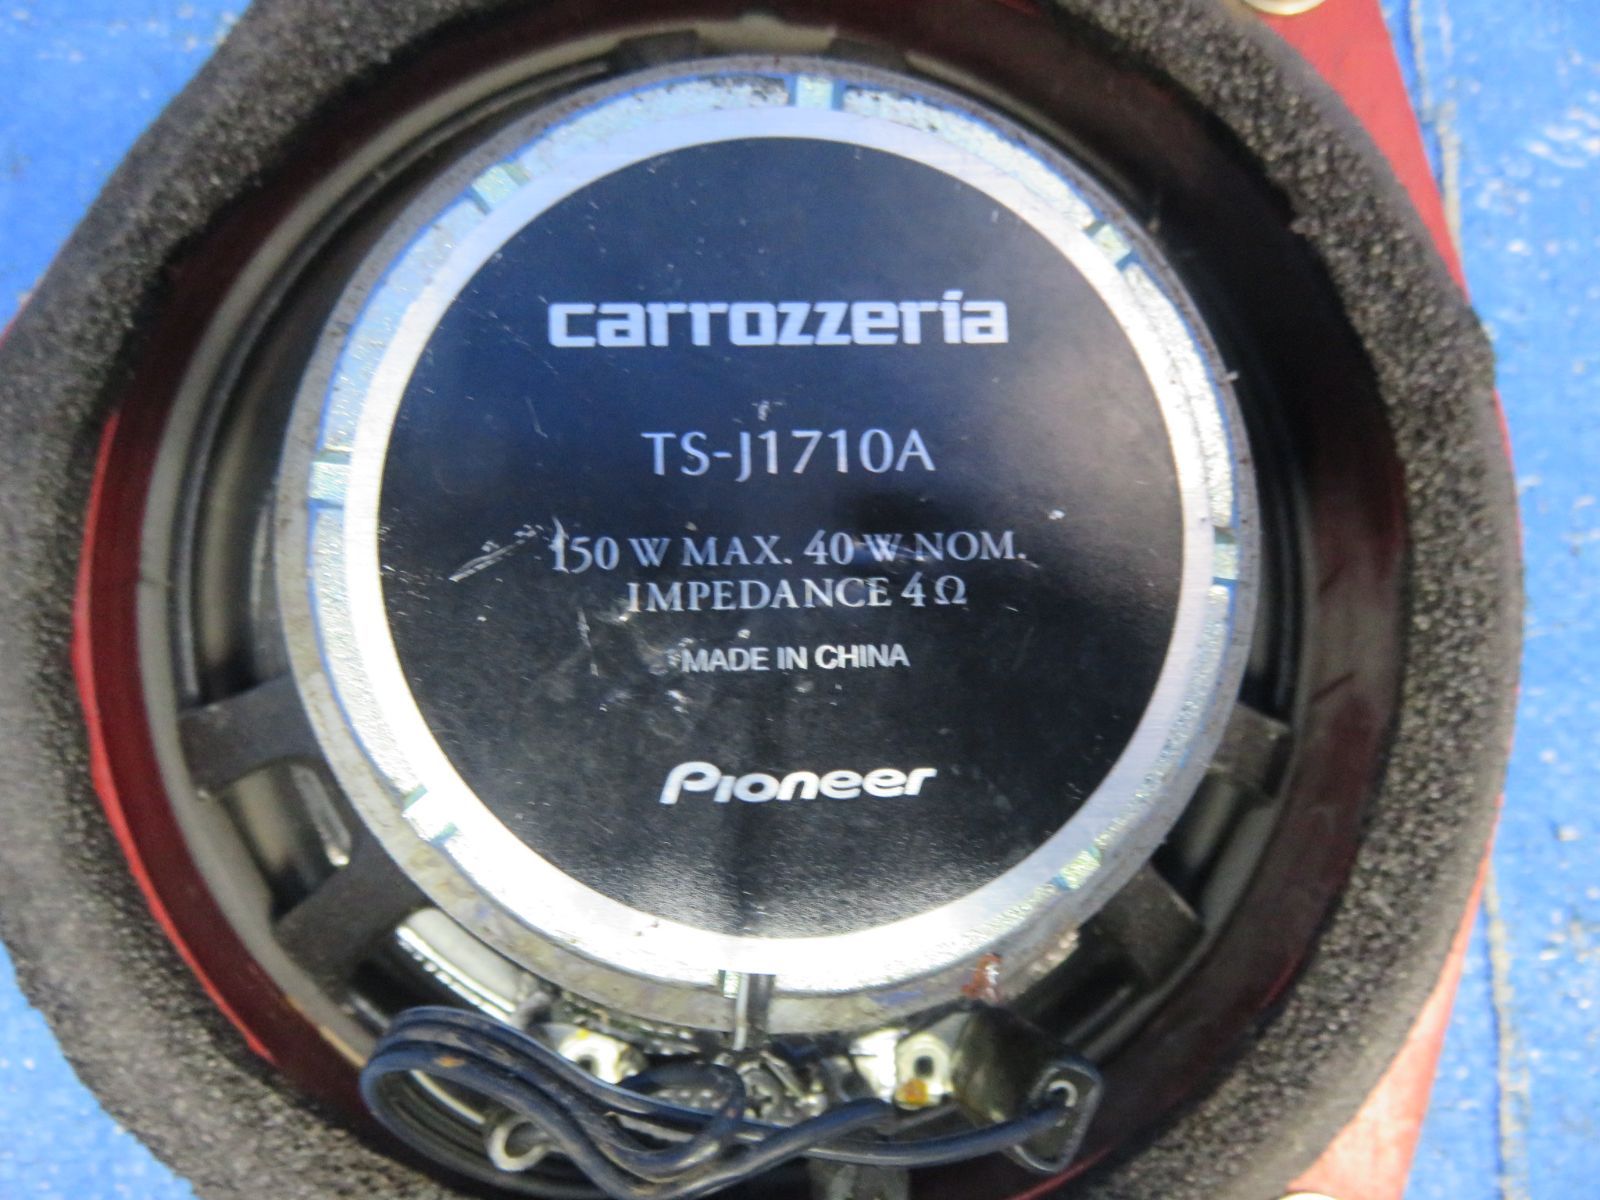 carrozzeria
TS-J1710A
150 W MAX. 40 W NOM.
IMPEDANCE 4 Ω
MADE IN CHINA
Pioneer